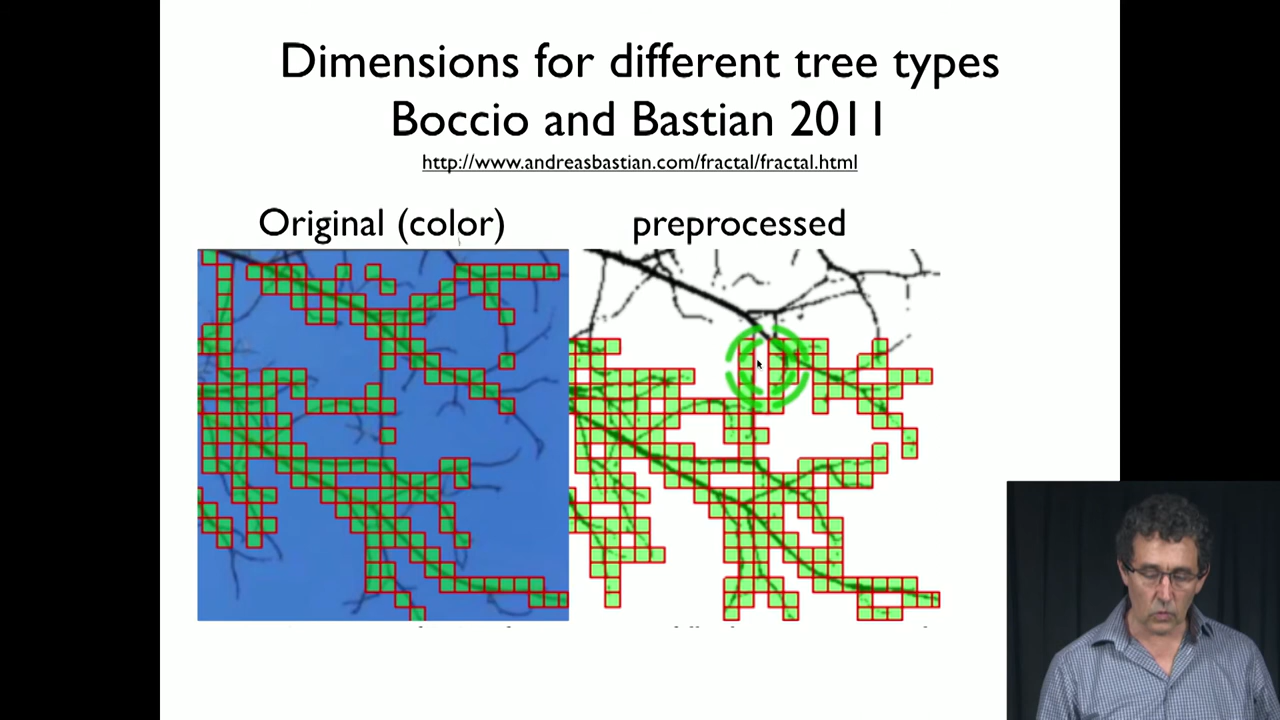 Dimensions for different tree types
Boccio and Bastian 2011
http://www.andreasbastian.com/fractal/fractal.html
Original (color)
preprocessed